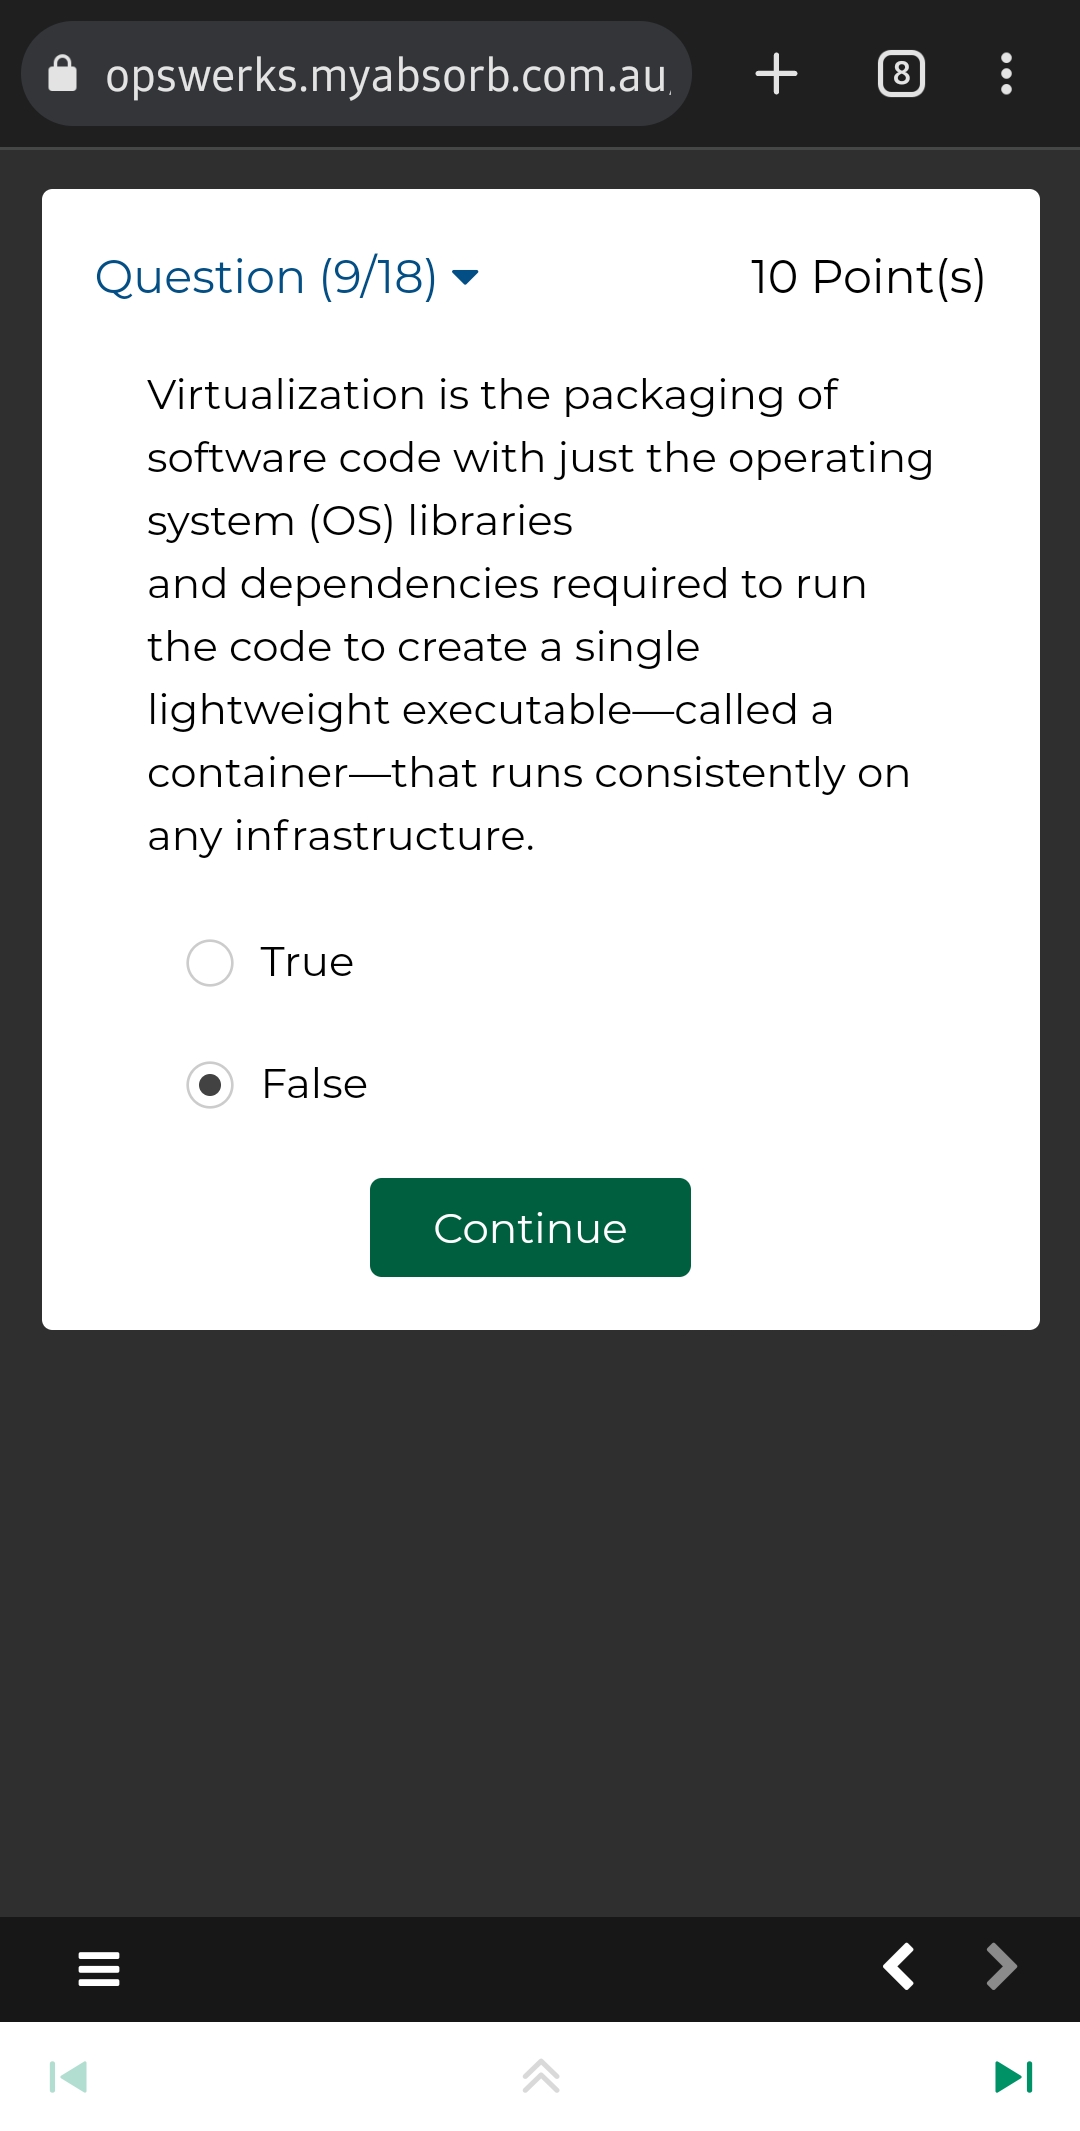 opswerks.myabsorb.com.au
8
Question (9/18)
10 Point(s)
Virtualization is the packaging of
software code with just the operating
system (OS) libraries
and dependencies required to run
the code to create a single
lightweight executable—called a
container—that runs consistently on
any infrastructure.
True
False
Continue